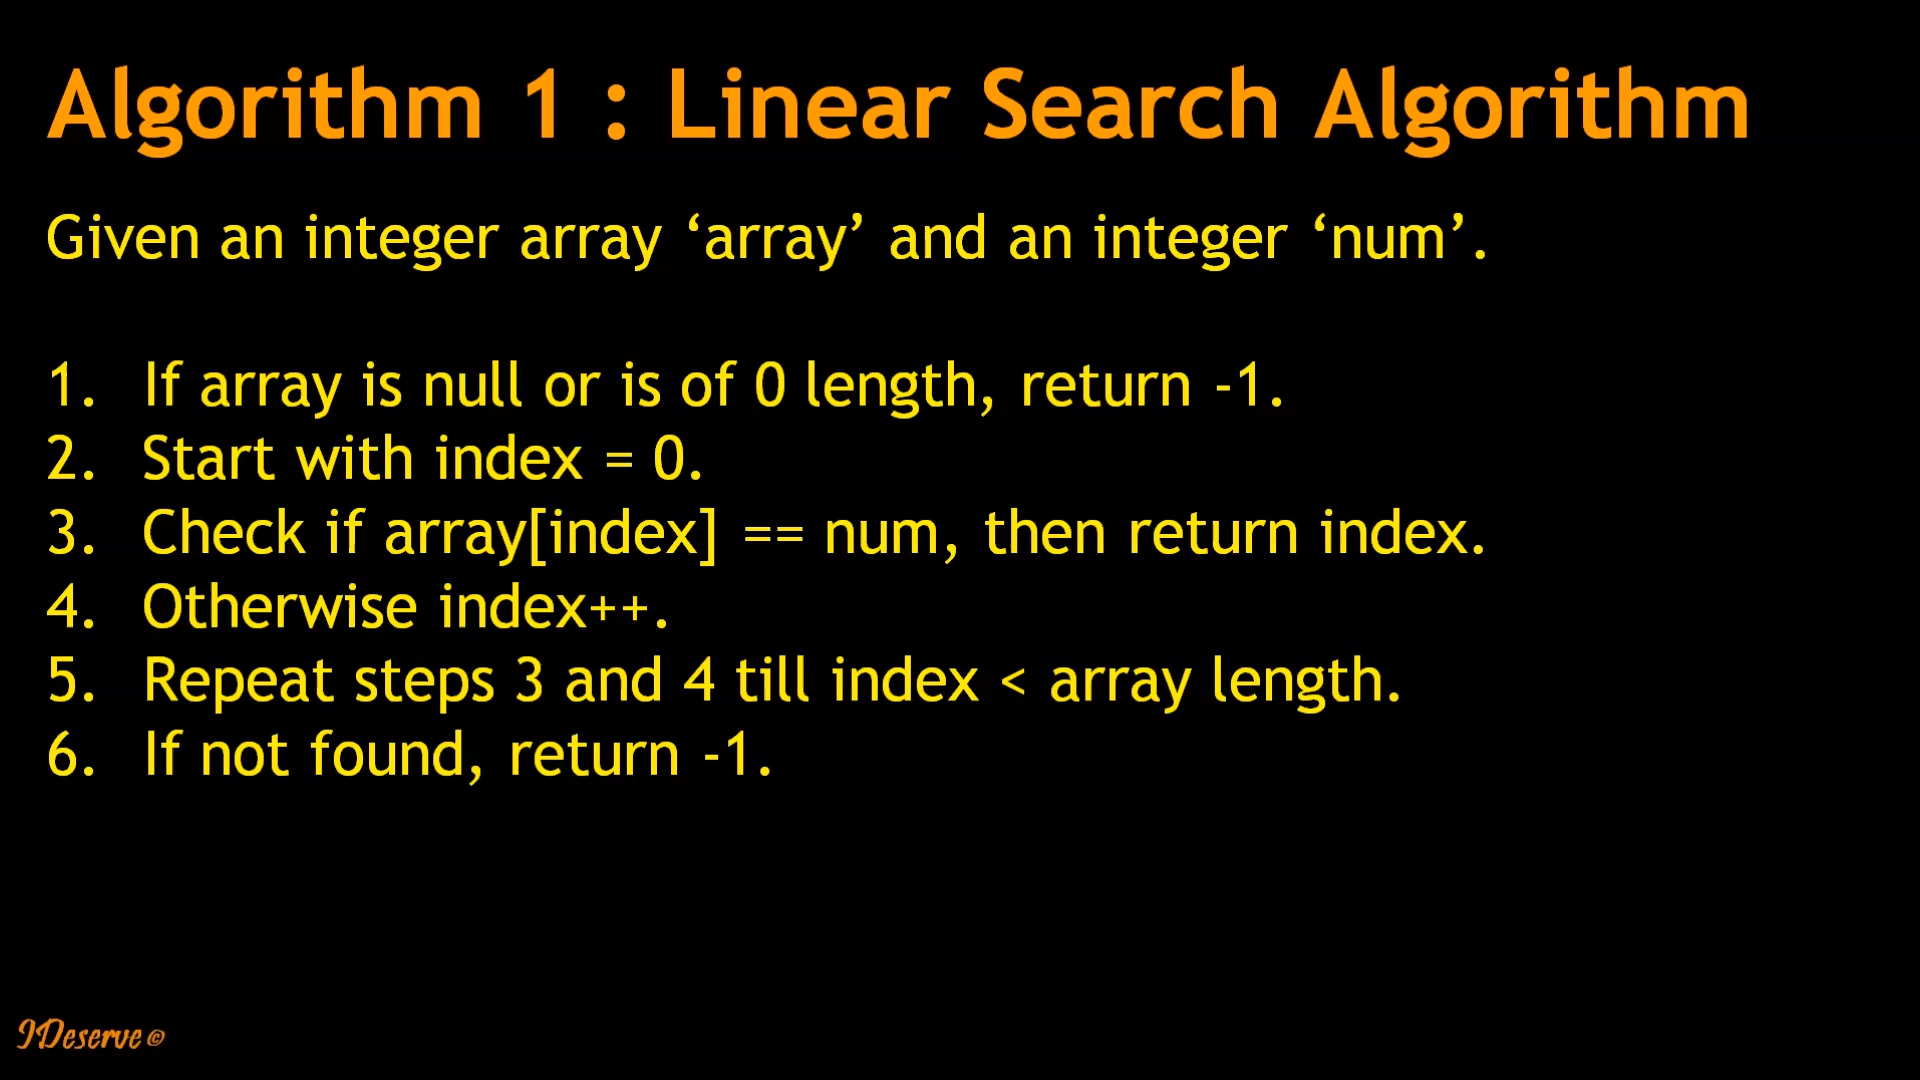 Algorithm 1 : Linear Search Algorithm
Given an integer array ‘array’ and an integer ‘num’.
1. If array is null or is of 0 length, return -1.
2. Start with index = 0.
3. Check if array[index] == num, then return index.
4. Otherwise index++.
5. Repeat steps 3 and 4 till index < array length.
6. If not found, return -1.
IDeserve ©